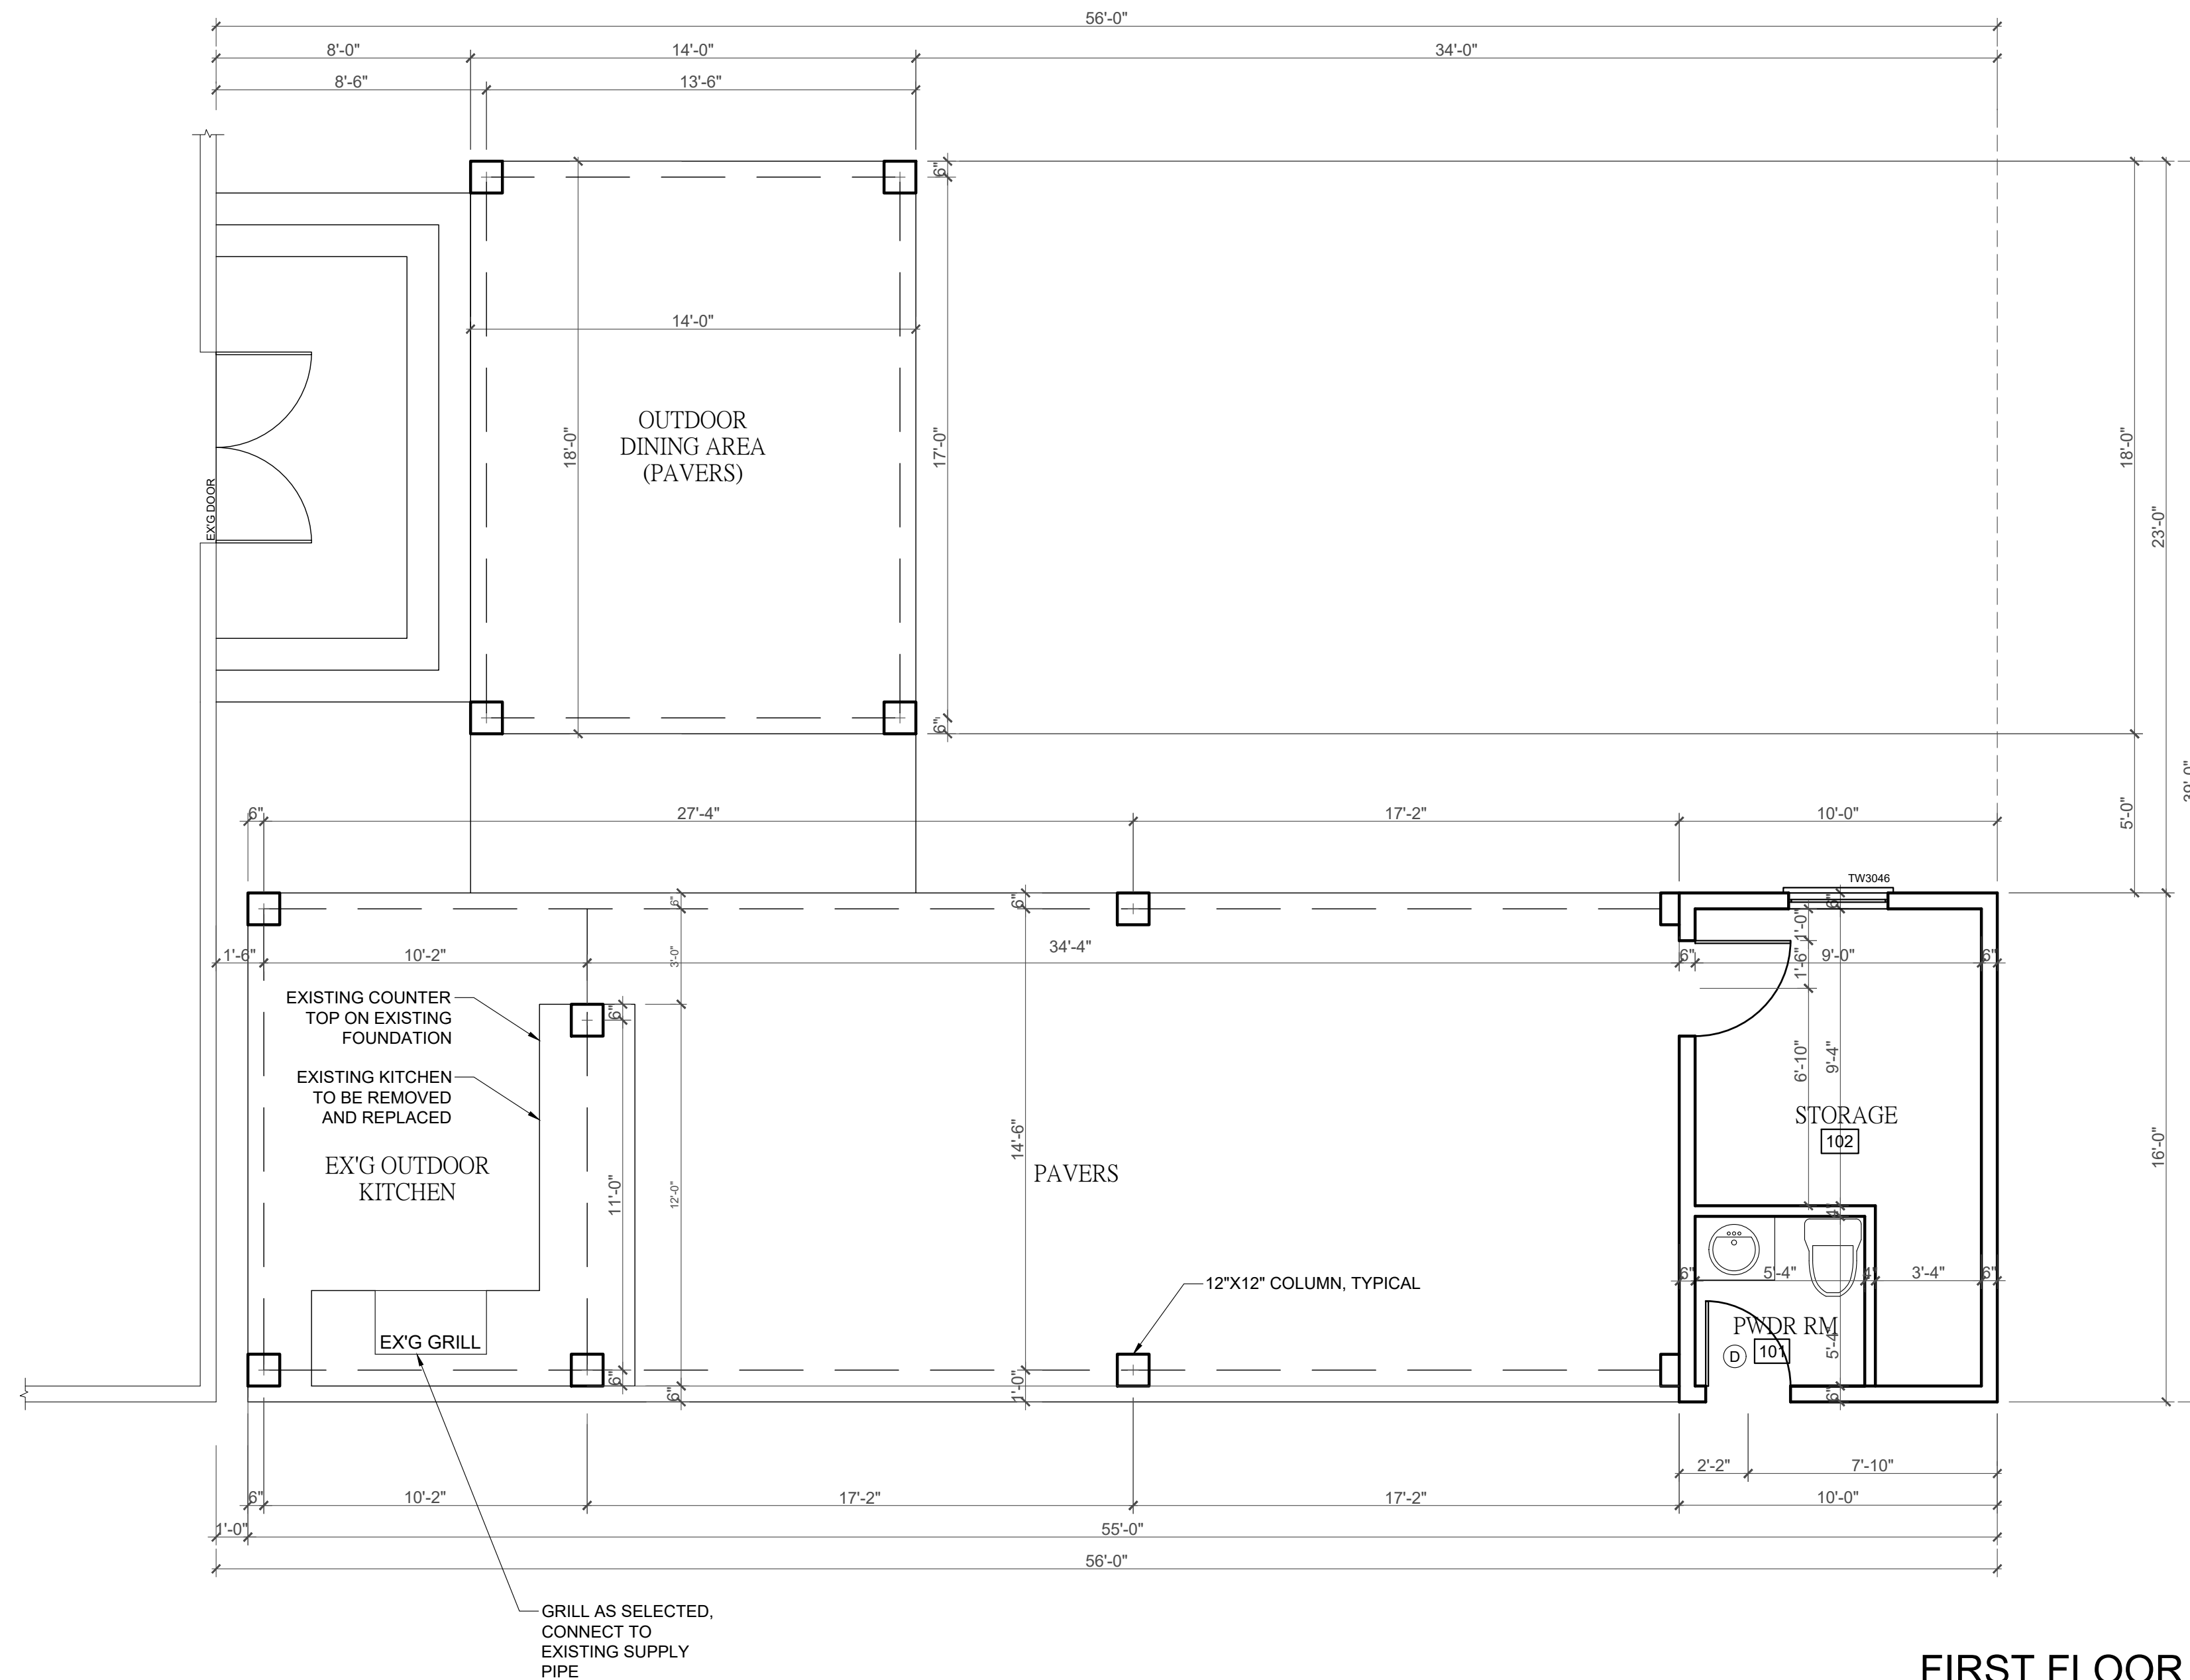 56'-0"
8'-0"
14'-0"
34'-0"
8'-6"
13'-6"
6"
14'-0"
OUTDOOR
DINING AREA
(PAVERS)
18'-0"
17'-0"
18'-0"
23'-0"
EX'G DOOR
6"
39'-0"
5'-0"
6"
27'-4"
17'-2"
10'-0"
TW3046
6"
6"
6"
1'-0"
1'-6"
10'-2"
3'-0"
34'-4"
6"
1'-6"
9'-0"
6"
EXISTING COUNTER
TOP ON EXISTING
FOUNDATION
6"
EXISTING KITCHEN
TO BE REMOVED
AND REPLACED
6'-10"
9'-4"
STORAGE
102
14'-6"
16'-0"
EX'G OUTDOOR
KITCHEN
PAVERS
11'-0"
12'-0"
4"
12"X12" COLUMN, TYPICAL
6"
5'-4"
4"
3'-4"
6"
EX'G GRILL
PWDR RM
101
D
5'-4"
6"
6"
1'-0"
6"
2'-2"
7'-10"
6"
10'-2"
17'-2"
17'-2"
10'-0"
1'-0"
55'-0"
56'-0"
GRILL AS SELECTED,
CONNECT TO
EXISTING SUPPLY
PIPE
FIRST FLOOR